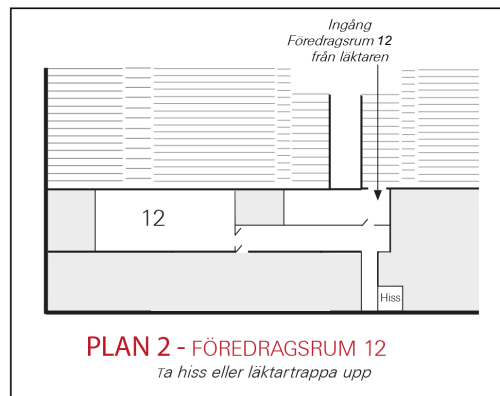 Ingång
Föredragsrum 12
från läktaren
12
Hiss
PLAN 2 - FÖREDRAGSRUM 12
Ta hiss eller läktartrappa upp